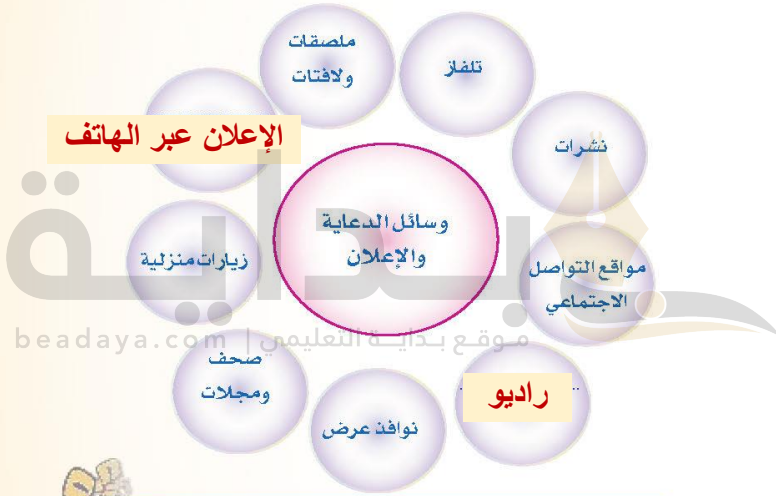 ملصقات
ولافتات
تلفاز
نشرات
الإعلان عبر الهاتف
وسائل الدعاية
والإعلان
زيارات منزلية
مواقع التواصل
الاجتماعي
بداية
beadaya.com | موقع بداية التعليمي
صحف
ومجلات
راديو
نوافذ عرض